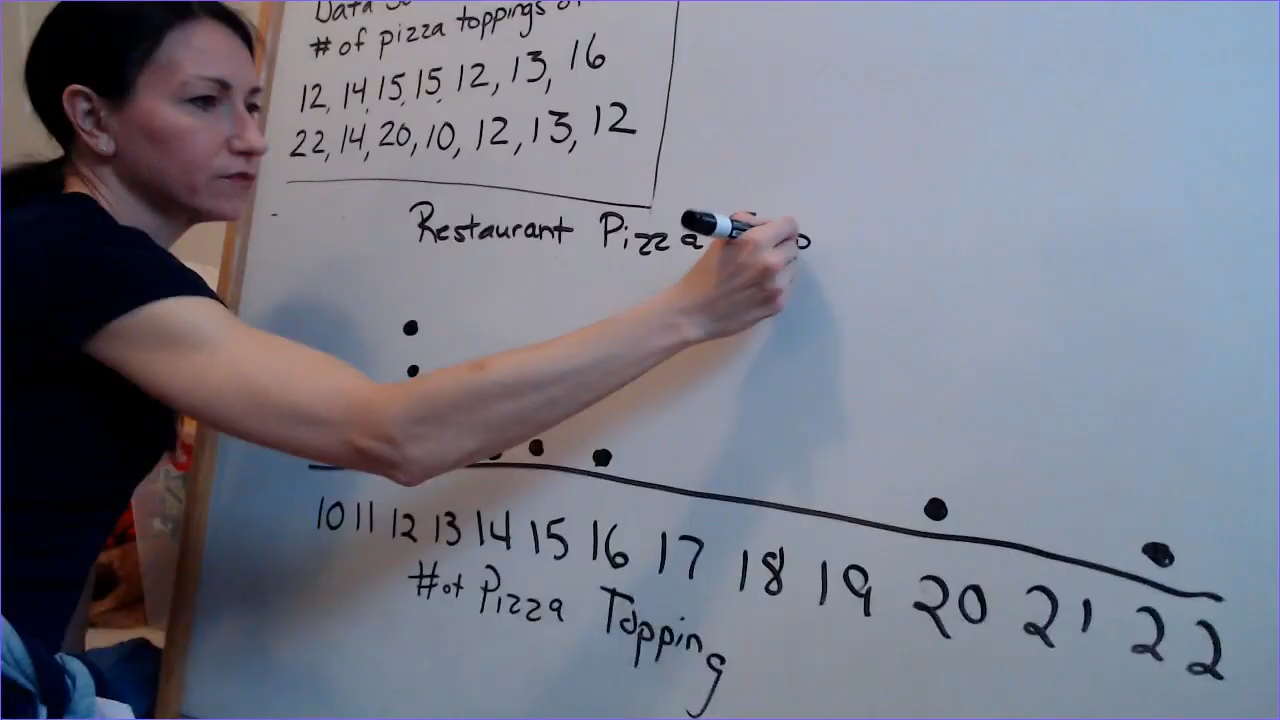 Data
# of pizza toppings
12, 14, 15, 15, 12, 13, 16
22, 14, 20, 10, 12, 13, 12
Restaurant Pizza
10 11 12 13 14 15 16 17 18 19 20 21 22
# of Pizza Topping